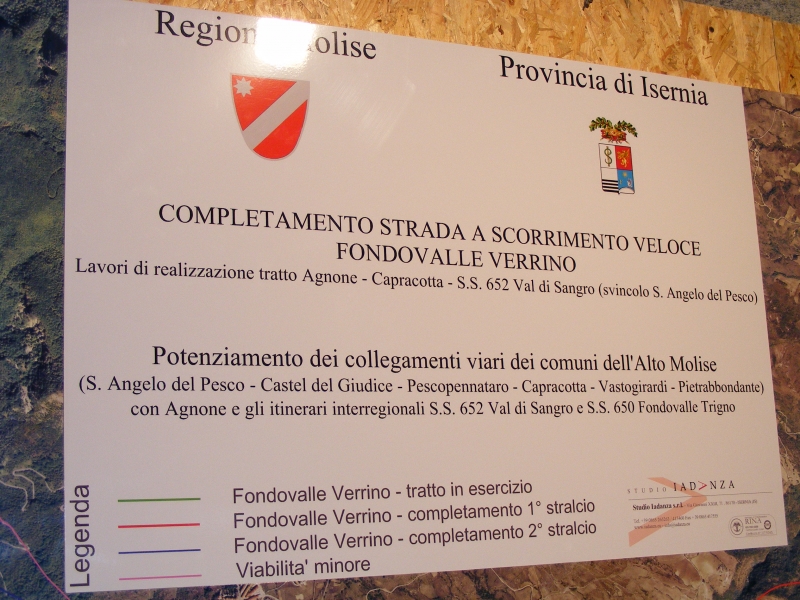 Regione Molise
Provincia di Isernia
COMPLETAMENTO STRADA A SCORRIMENTO VELOCE
FONDOVALLE VERRINO
Lavori di realizzazione tratto Agnone - Capracotta - S.S. 652 Val di Sangro (svincolo S. Angelo del Pesco)
Potenziamento dei collegamenti viari dei comuni dell'Alto Molise
(S. Angelo del Pesco - Castel del Giudice - Pescopennataro - Capracotta - Vastogirardi - Pietrabbondante)
con Agnone e gli itinerari interregionali S.S. 652 Val di Sangro e S.S. 650 Fondovalle Trigno
Legenda
Fondovalle Verrino - tratto in esercizio
Fondovalle Verrino - completamento 1° stralcio
Fondovalle Verrino - completamento 2° stralcio
Viabilita' minore
STUDIO IADANZA
Studio Iadanza s.r.l.
RINA